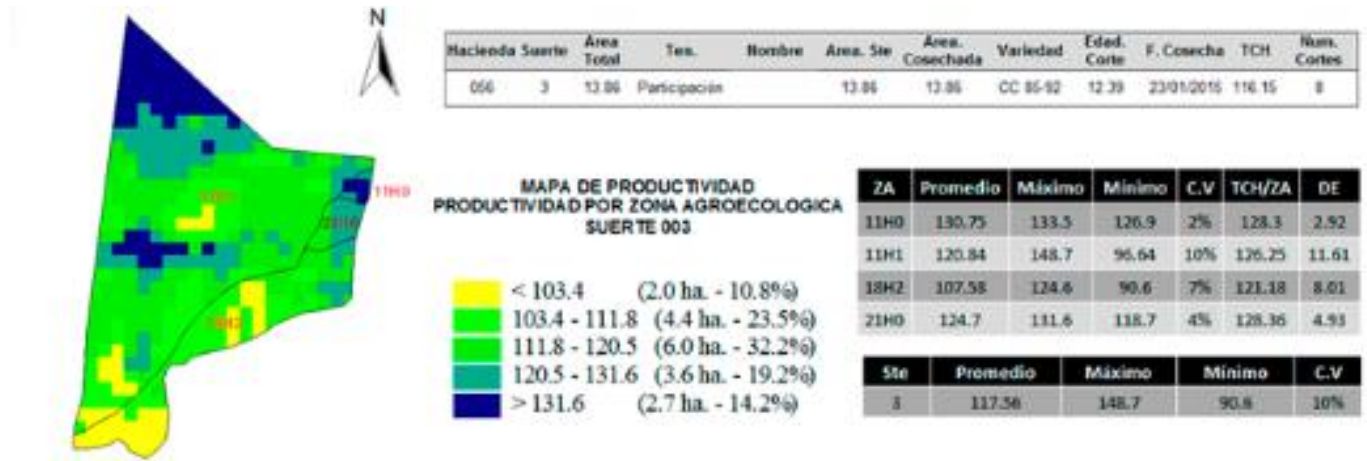 N
Hacienda Suerte Area Total Ten. Nombre Area. Ste Area. Cosechada Variedad Edad. Corte F. Cosecha TCH Num. Cortes
056 3 13.86 Participación 13.86 13.86 CC 85-92 12.39 23/01/2015 116.15 8
MAPA DE PRODUCTIVIDAD
PRODUCTIVIDAD POR ZONA AGROECOLOGICA
SUERTE 003
< 103.4 (2.0 ha. - 10.8%)
103.4 - 111.8 (4.4 ha. - 23.5%)
111.8 - 120.5 (6.0 ha. - 32.2%)
120.5 - 131.6 (3.6 ha. - 19.2%)
> 131.6 (2.7 ha. - 14.2%)
ZA Promedio Máximo Mínimo C.V TCH/ZA DE
11H0 130.75 133.5 126.9 2% 128.3 2.92
11H1 120.84 148.7 96.64 10% 126.25 11.61
18H2 107.58 124.6 90.6 7% 121.18 8.01
21H0 124.7 131.6 118.7 4% 128.36 4.93
Ste Promedio Máximo Mínimo C.V
3 117.56 148.7 90.6 10%
11H0
18H2